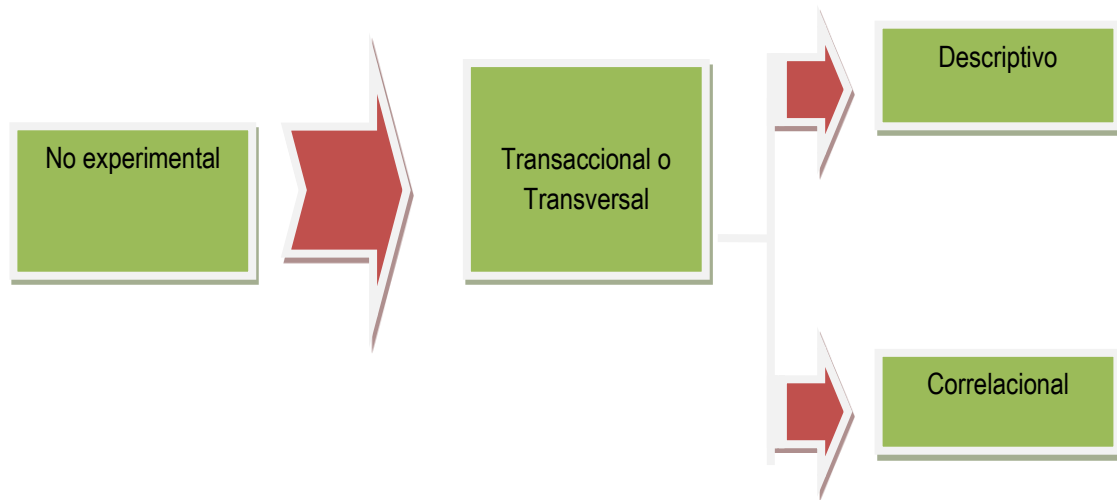 No experimental
Transaccional o
Transversal
Descriptivo
Correlacional